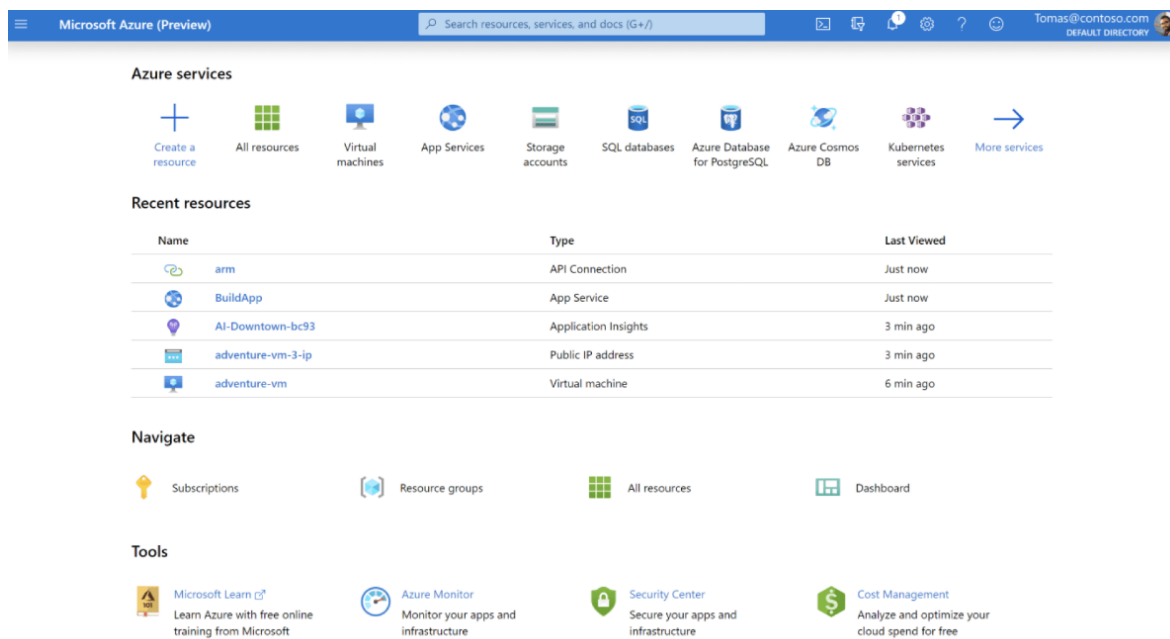 Microsoft Azure (Preview)
Search resources, services, and docs (G+/)
1
Tomas@contoso.com
DEFAULT DIRECTORY
Azure services
Create a resource
All resources
Virtual machines
App Services
Storage accounts
SQL
SQL databases
Azure Database for PostgreSQL
Azure Cosmos DB
Kubernetes services
More services
Recent resources
Name Type Last Viewed
arm API Connection Just now
BuildApp App Service Just now
AI-Downtown-bc93 Application Insights 3 min ago
adventure-vm-3-ip Public IP address 3 min ago
adventure-vm Virtual machine 6 min ago
Navigate
Subscriptions
Resource groups
All resources
Dashboard
Tools
Microsoft Learn
Learn Azure with free online
training from Microsoft
Azure Monitor
Monitor your apps and
infrastructure
Security Center
Secure your apps and
infrastructure
Cost Management
Analyze and optimize your
cloud spend for free